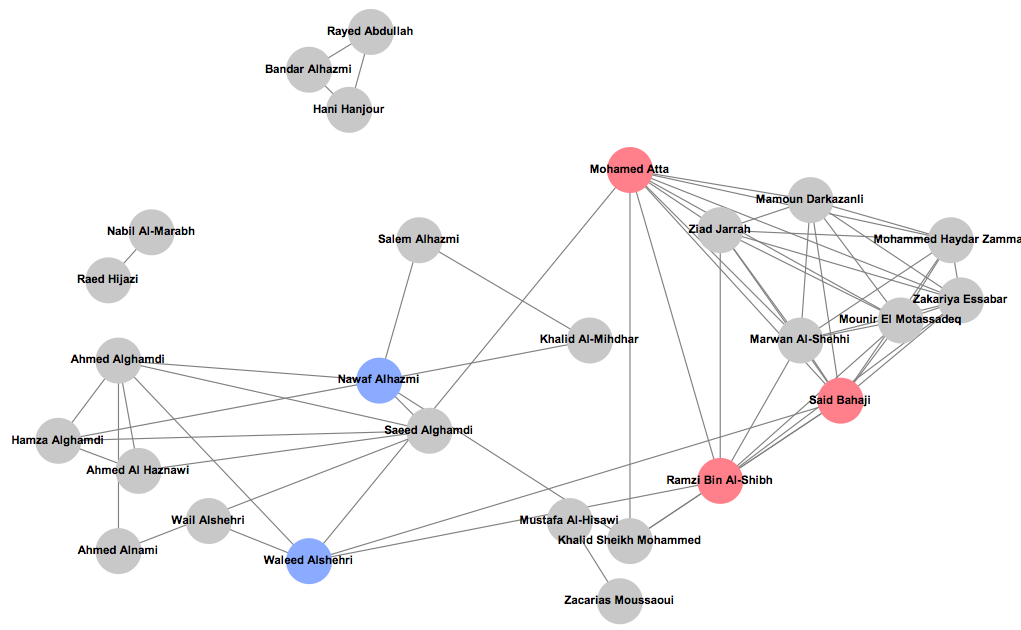 Rayed Abdullah
Bandar Alhazmi
Hani Hanjour
Mohamed Atta
Mamoun Darkazanli
Ziad Jarrah
Nabil Al-Marabh
Salem Alhazmi
Mohammed Haydar Zamma
Raed Hijazi
Zakariya Essabar
Mounir El Motassadeq
Khalid Al-Mihdhar
Marwan Al-Shehhi
Ahmed Alghamdi
Nawaf Alhazmi
Said Bahaji
Saeed Alghamdi
Hamza Alghamdi
Ahmed Al Haznawi
Ramzi Bin Al-Shibh
Wail Alshehri
Mustafa Al-Hisawi
Khalid Sheikh Mohammed
Ahmed Alnami
Waleed Alshehri
Zacarias Moussaoui